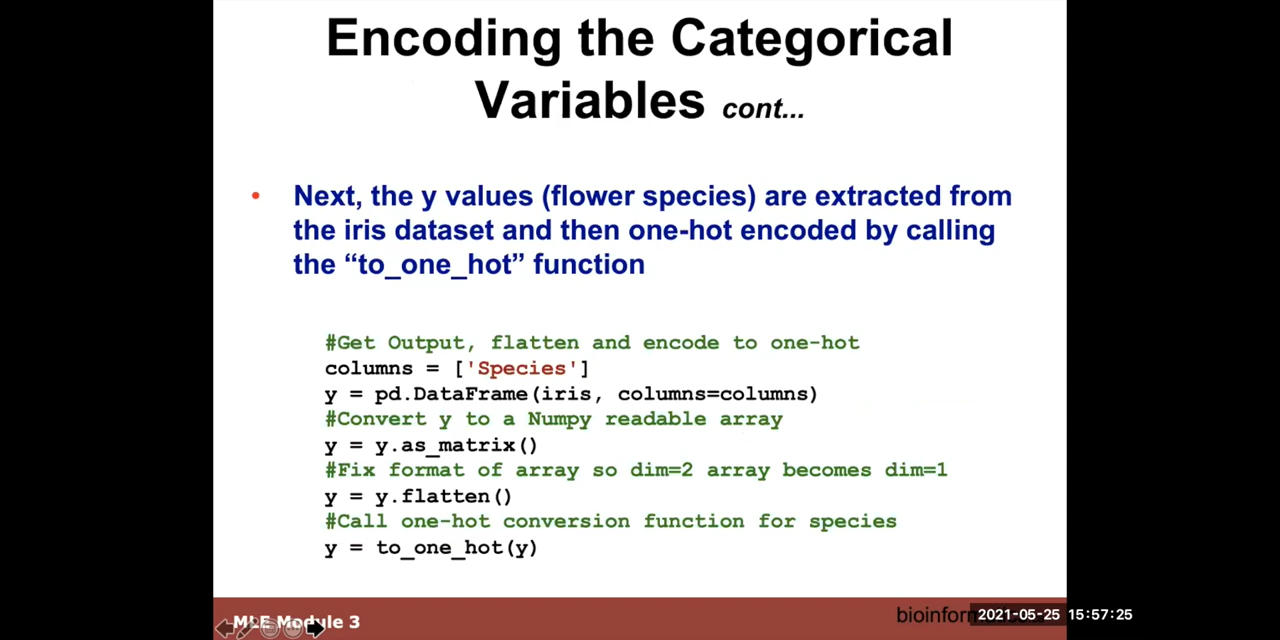 Encoding the Categorical
Variables cont...
• Next, the y values (flower species) are extracted from
the iris dataset and then one-hot encoded by calling
the “to_one_hot” function
#Get Output, flatten and encode to one-hot
columns = ['Species']
y = pd.DataFrame(iris, columns=columns)
#Convert y to a Numpy readable array
y = y.as_matrix()
#Fix format of array so dim=2 array becomes dim=1
y = y.flatten()
#Call one-hot conversion function for species
y = to_one_hot(y)
MLE Module 3
2021-05-25 15:57:25